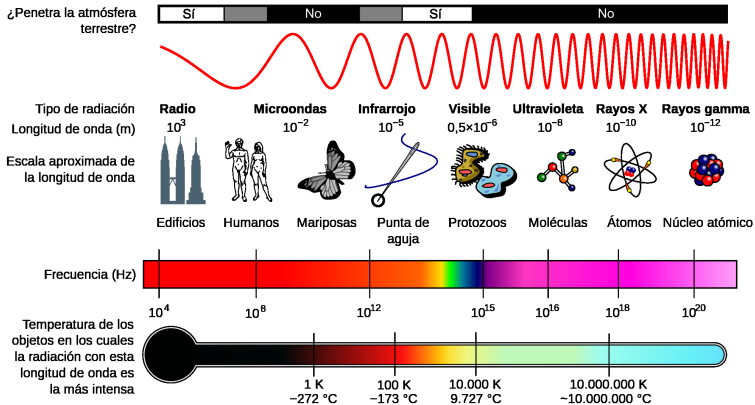 ¿Penetra la atmósfera
terrestre?
Sí No Sí No
Tipo de radiación Radio Microondas Infrarrojo Visible Ultravioleta Rayos X Rayos gamma
Longitud de onda (m) 10³ 10⁻² 10⁻⁵ 0,5×10⁻⁶ 10⁻⁸ 10⁻¹⁰ 10⁻¹²
Escala aproximada de
la longitud de onda
Edificios Humanos Mariposas Punta de
aguja Protozoos Moléculas Átomos Núcleo atómico
Frecuencia (Hz)
10⁴ 10⁸ 10¹² 10¹⁵ 10¹⁶ 10¹⁸ 10²⁰
Temperatura de los
objetos en los cuales
la radiación con esta
longitud de onda es
la más intensa
1 K 100 K 10.000 K 10.000.000 K
−272 °C −173 °C 9.727 °C ~10.000.000 °C